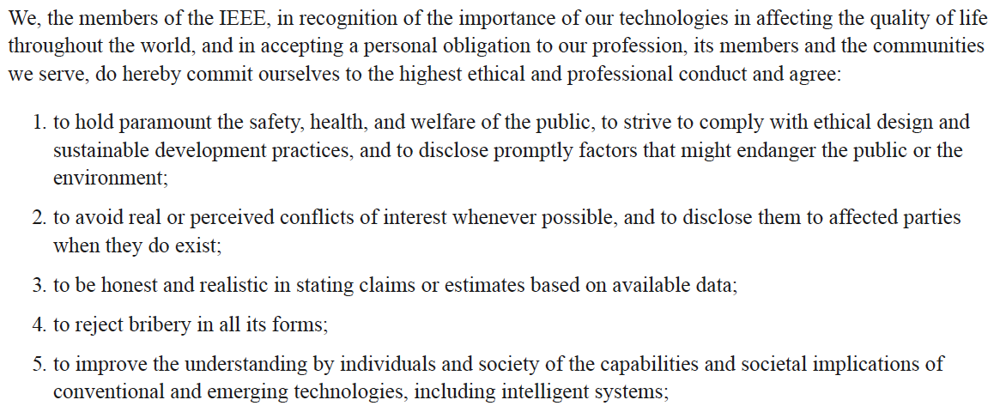 We, the members of the IEEE, in recognition of the importance of our technologies in affecting the quality of life
throughout the world, and in accepting a personal obligation to our profession, its members and the communities
we serve, do hereby commit ourselves to the highest ethical and professional conduct and agree:
1. to hold paramount the safety, health, and welfare of the public, to strive to comply with ethical design and
sustainable development practices, and to disclose promptly factors that might endanger the public or the
environment;
2. to avoid real or perceived conflicts of interest whenever possible, and to disclose them to affected parties
when they do exist;
3. to be honest and realistic in stating claims or estimates based on available data;
4. to reject bribery in all its forms;
5. to improve the understanding by individuals and society of the capabilities and societal implications of
conventional and emerging technologies, including intelligent systems;